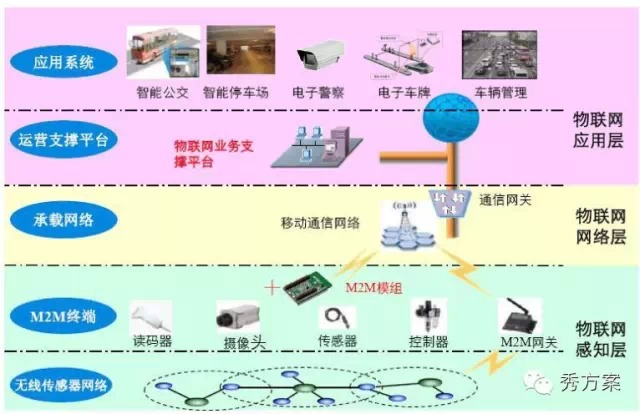 应用系统
智能公交
智能停车场
电子警察
电子车牌
车辆管理
物联网
应用层
运营支撑平台
物联网业务支
撑平台
通信网关
承载网络
移动通信网络
物联网
网络层
M2M模组
M2M终端
读码器
摄像头
传感器
控制器
M2M网关
物联网
感知层
无线传感器网络
秀方案